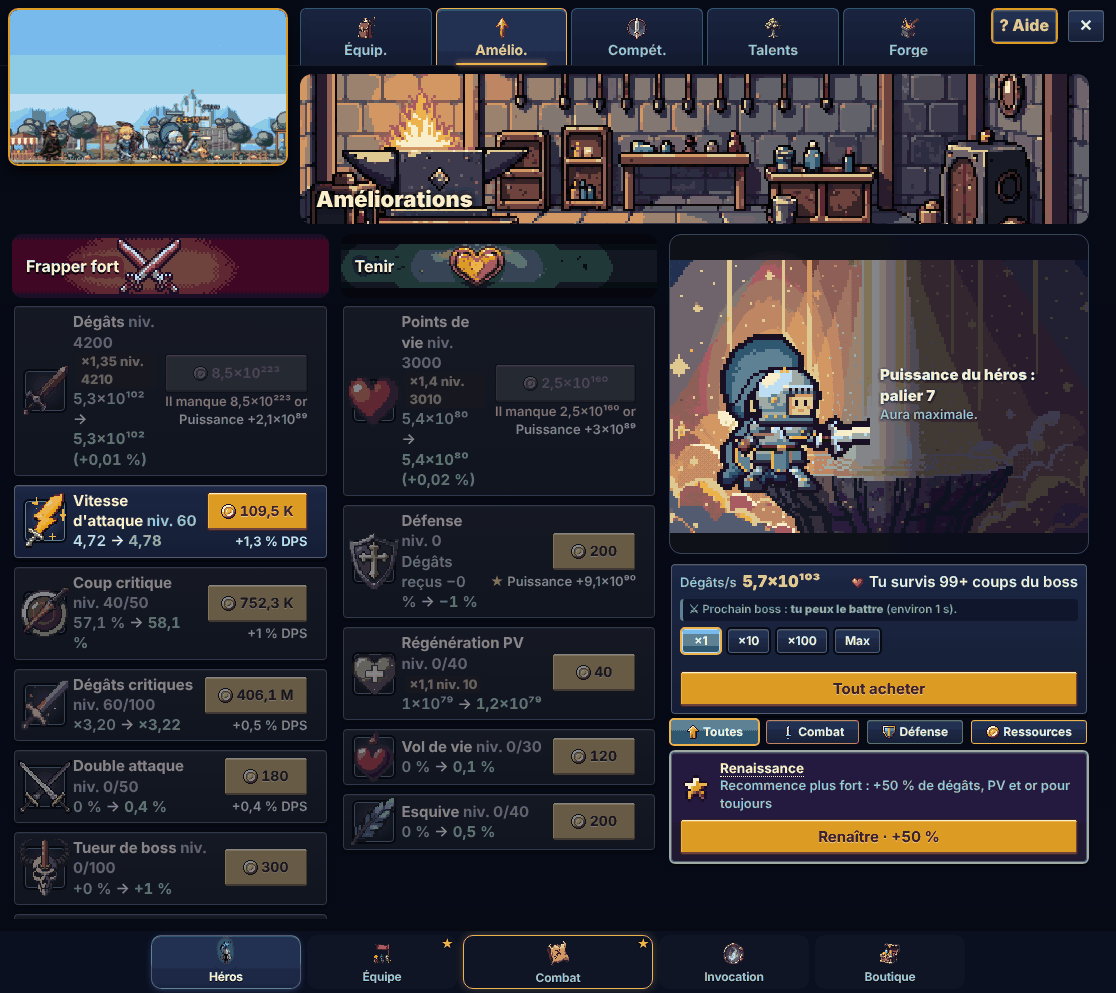 Équip.
Amélio.
Compét.
Talents
Forge
? Aide
×
Améliorations
Frapper fort
Dégâts niv. 4200
×1,35 niv. 4210
5,3×10¹⁰²
→
5,3×10¹⁰²
(+0,01 %)
8,5×10²²³
Il manque 8,5×10²²³ or
Puissance +2,1×10⁸⁹
Vitesse
d'attaque niv. 60
4,72 → 4,78
109,5 K
+1,3 % DPS
Coup critique
niv. 40/50
57,1 % → 58,1
%
752,3 K
+1 % DPS
Dégâts critiques
niv. 60/100
×3,20 → ×3,22
406,1 M
+0,5 % DPS
Double attaque
niv. 0/50
0 % → 0,4 %
180
+0,4 % DPS
Tueur de boss niv.
0/100
+0 % → +1 %
300
Tenir
Points de
vie niv.
3000
×1,4 niv.
3010
5,4×10⁸⁰
→
5,4×10⁸⁰
(+0,02 %)
2,5×10¹⁶⁰
Il manque 2,5×10¹⁶⁰ or
Puissance +3×10⁸⁹
Défense
niv. 0
Dégâts
reçus −0
% → −1 %
200
★ Puissance +9,1×10⁹⁰
Régénération PV
niv. 0/40
×1,1 niv. 10
1×10⁷⁹ → 1,2×10⁷⁹
40
Vol de vie niv. 0/30
0 % → 0,1 %
120
Esquive niv. 0/40
0 % → 0,5 %
200
Puissance du héros :
palier 7
Aura maximale.
Dégâts/s 5,7×10¹⁰³
Tu survis 99+ coups du boss
Prochain boss : tu peux le battre (environ 1 s).
×1
×10
×100
Max
Tout acheter
Toutes
Combat
Défense
Ressources
Renaissance
Recommence plus fort : +50 % de dégâts, PV et or pour
toujours
Renaître · +50 %
Héros
Équipe
Combat
Invocation
Boutique